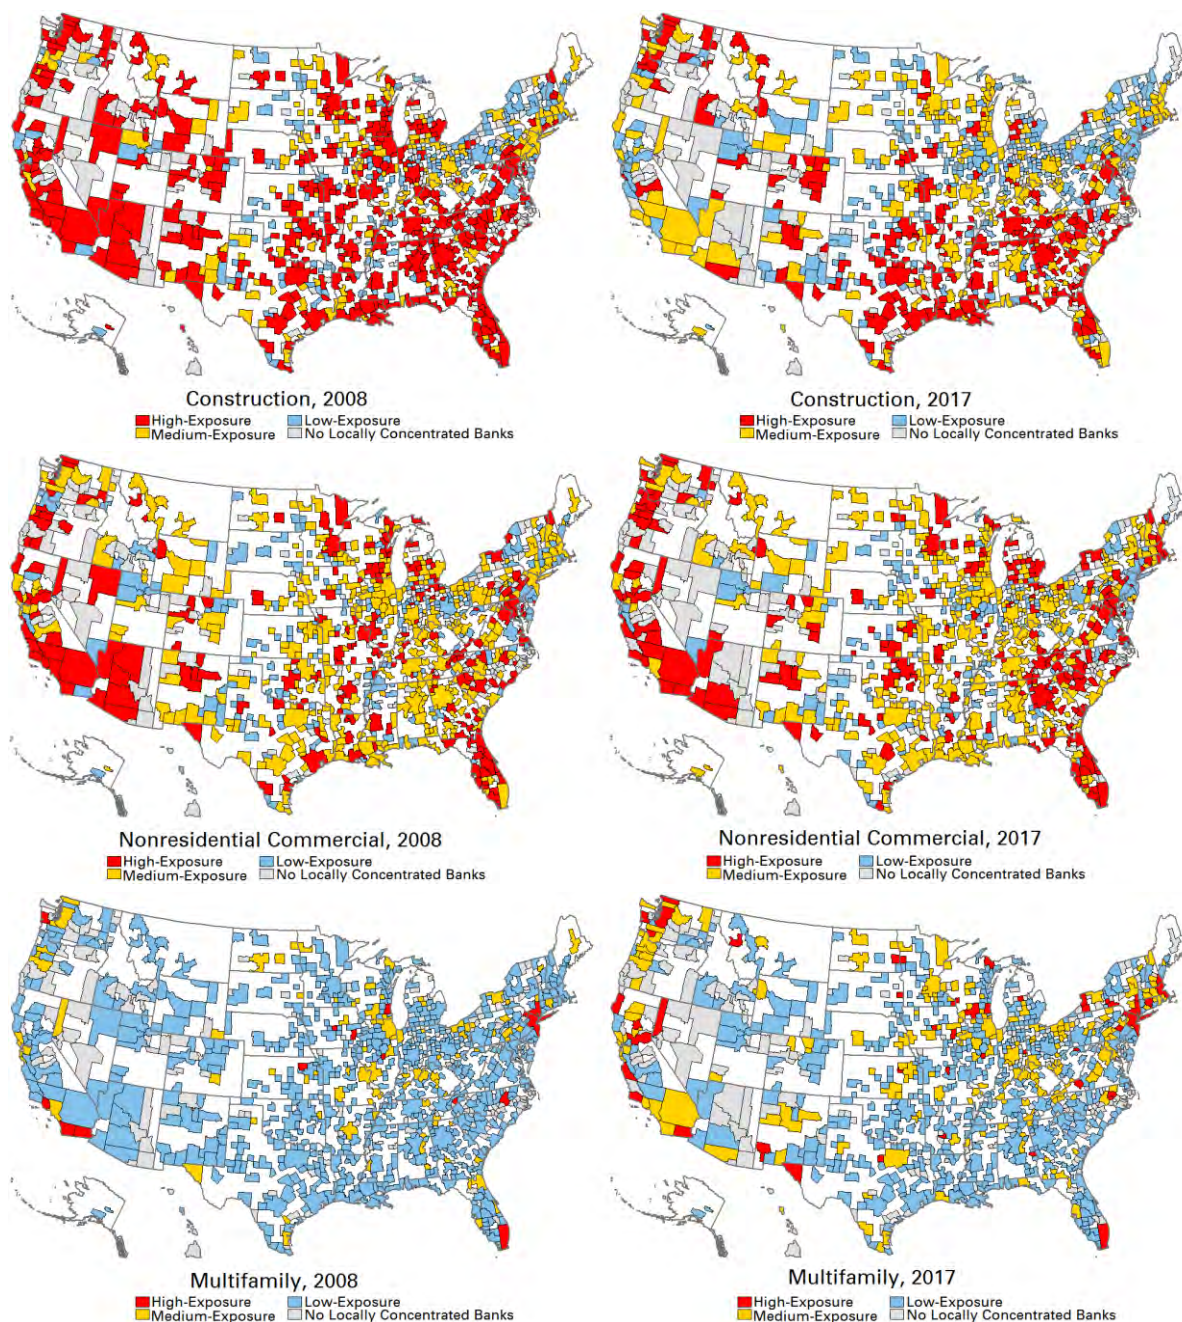 Construction, 2008
High-Exposure Low-Exposure
Medium-Exposure No Locally Concentrated Banks
Construction, 2017
High-Exposure Low-Exposure
Medium-Exposure No Locally Concentrated Banks
Nonresidential Commercial, 2008
High-Exposure Low-Exposure
Medium-Exposure No Locally Concentrated Banks
Nonresidential Commercial, 2017
High-Exposure Low-Exposure
Medium-Exposure No Locally Concentrated Banks
Multifamily, 2008
High-Exposure Low-Exposure
Medium-Exposure No Locally Concentrated Banks
Multifamily, 2017
High-Exposure Low-Exposure
Medium-Exposure No Locally Concentrated Banks